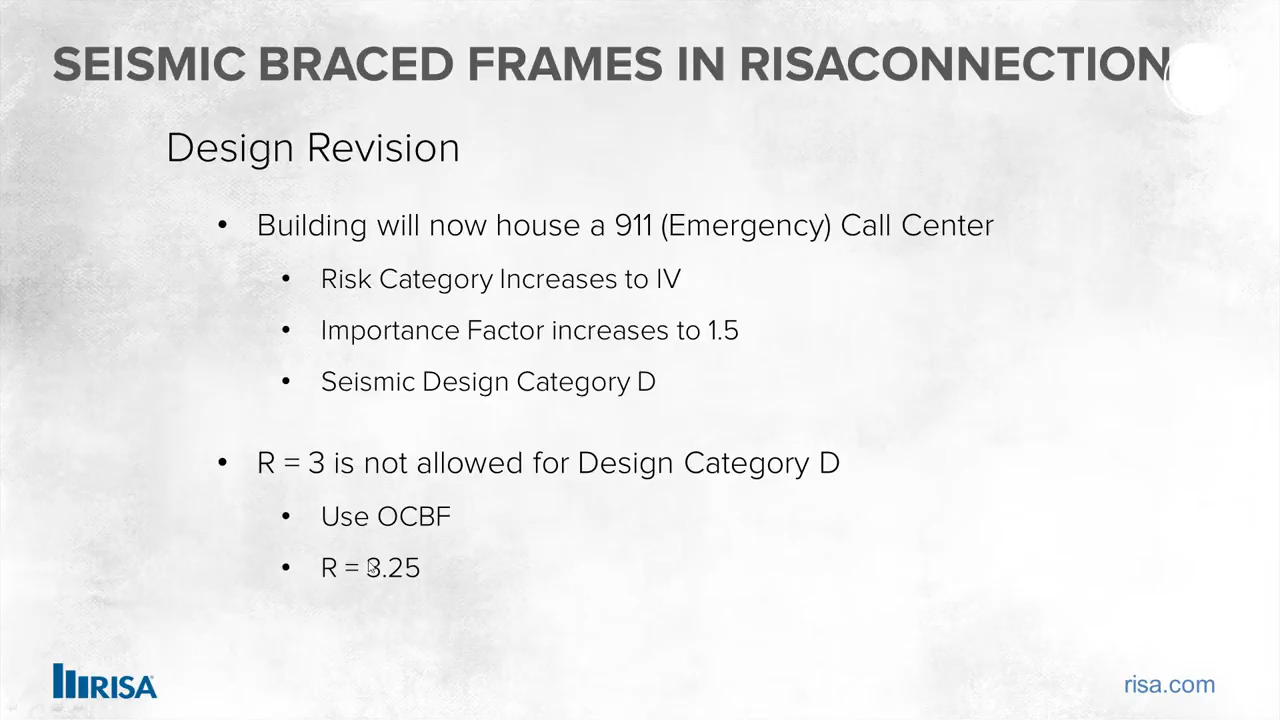 SEISMIC BRACED FRAMES IN RISACONNECTION
Design Revision
• Building will now house a 911 (Emergency) Call Center
• Risk Category Increases to IV
• Importance Factor increases to 1.5
• Seismic Design Category D
• R = 3 is not allowed for Design Category D
• Use OCBF
• R = 3.25
RISA
risa.com